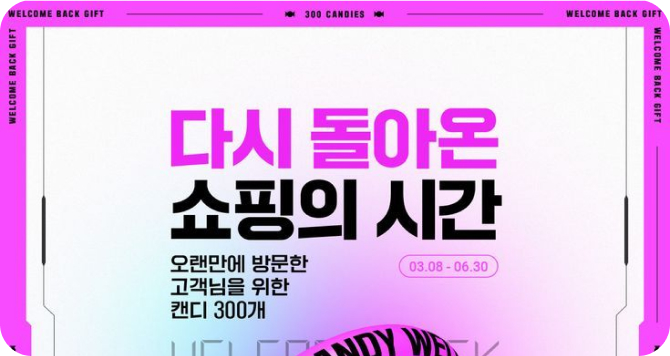 WELCOME BACK GIFT 300 CANDIES WELCOME BACK GIFT
WELCOME BACK GIFT
WELCOME BACK GIFT
다시 돌아온
쇼핑의 시간
오랜만에 방문한
고객님을 위한
캔디 300개
03.08 - 06.30